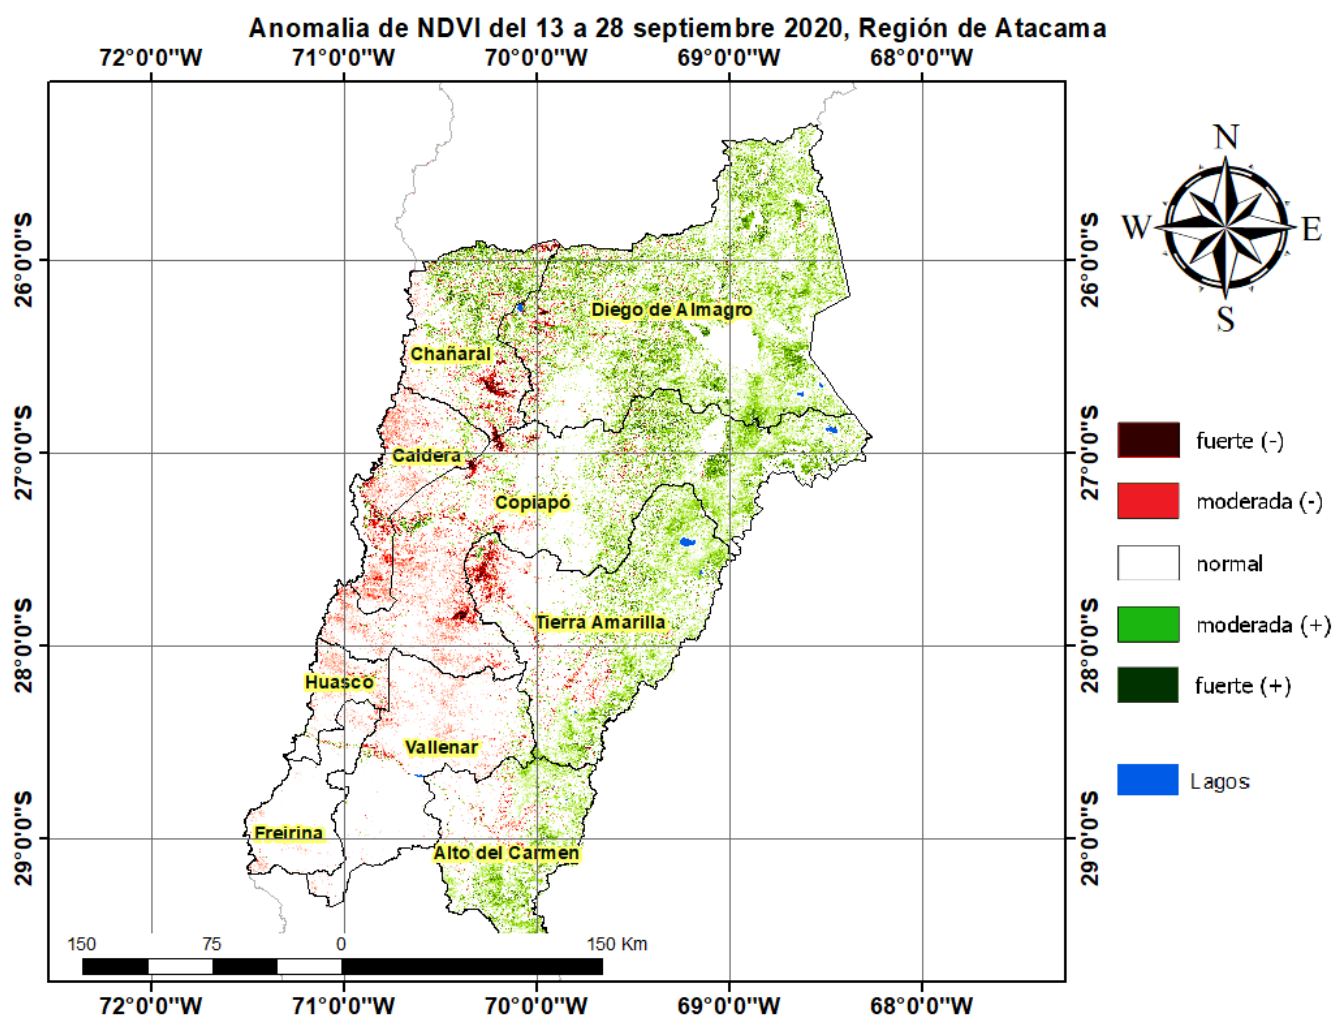 Anomalia de NDVI del 13 a 28 septiembre 2020, Región de Atacama
72°0'0"W 71°0'0"W 70°0'0"W 69°0'0"W 68°0'0"W
N
W E
S
26°0'0"S 26°0'0"S
Diego de Almagro
Chañaral
27°0'0"S 27°0'0"S
Caldera
Copiapó
fuerte (-)
moderada (-)
normal
moderada (+)
fuerte (+)
Lagos
28°0'0"S 28°0'0"S
Tierra Amarilla
Huasco
Vallenar
29°0'0"S 29°0'0"S
Freirina
Alto del Carmen
150 75 0 150 Km
72°0'0"W 71°0'0"W 70°0'0"W 69°0'0"W 68°0'0"W